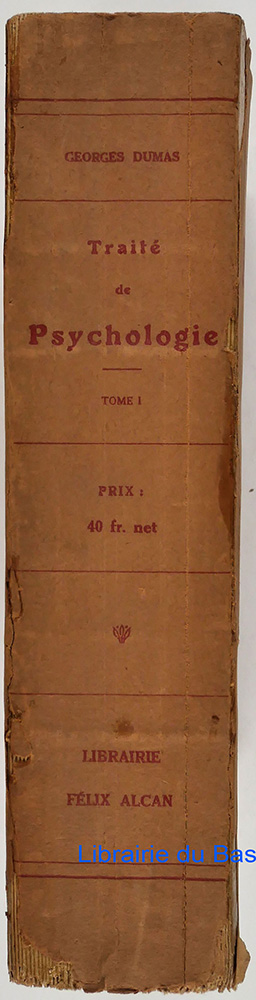 GEORGES DUMAS
Traité
de
Psychologie
TOME I
PRIX :
40 fr. net
LIBRAIRIE
FÉLIX ALCAN
Librairie du Bas